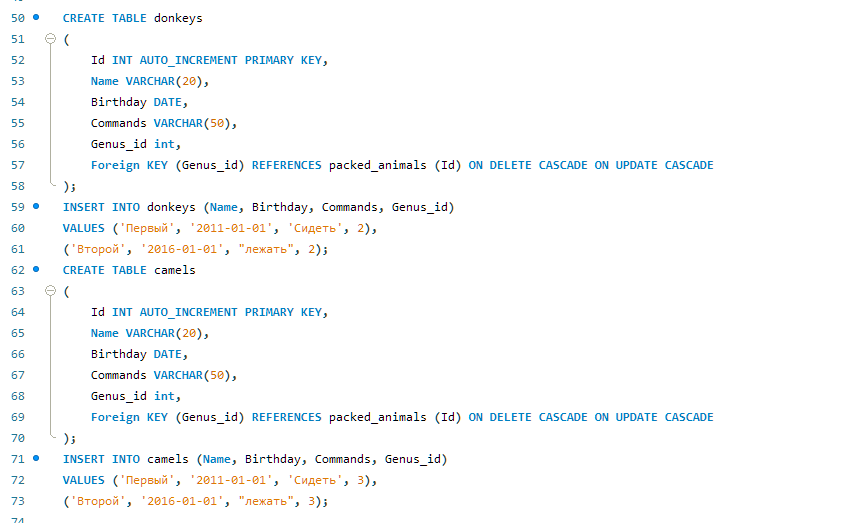 50 CREATE TABLE donkeys
51 (
52 Id INT AUTO_INCREMENT PRIMARY KEY,
53 Name VARCHAR(20),
54 Birthday DATE,
55 Commands VARCHAR(50),
56 Genus_id int,
57 Foreign KEY (Genus_id) REFERENCES packed_animals (Id) ON DELETE CASCADE ON UPDATE CASCADE
58 );
59 INSERT INTO donkeys (Name, Birthday, Commands, Genus_id)
60 VALUES ('Первый', '2011-01-01', 'Сидеть', 2),
61 ('Второй', '2016-01-01', "лежать", 2);
62 CREATE TABLE camels
63 (
64 Id INT AUTO_INCREMENT PRIMARY KEY,
65 Name VARCHAR(20),
66 Birthday DATE,
67 Commands VARCHAR(50),
68 Genus_id int,
69 Foreign KEY (Genus_id) REFERENCES packed_animals (Id) ON DELETE CASCADE ON UPDATE CASCADE
70 );
71 INSERT INTO camels (Name, Birthday, Commands, Genus_id)
72 VALUES ('Первый', '2011-01-01', 'Сидеть', 3),
73 ('Второй', '2016-01-01', "лежать", 3);